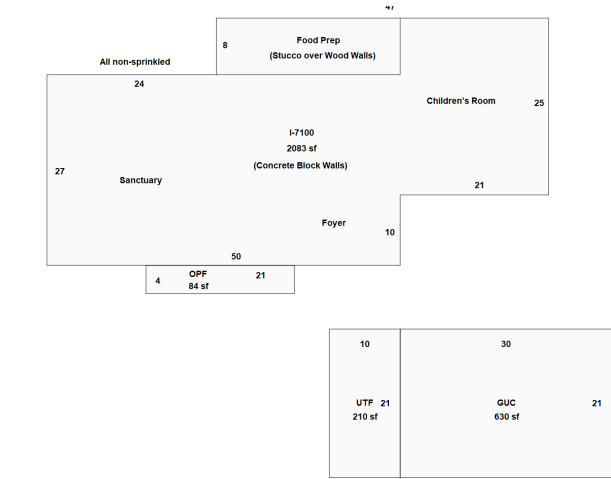 47
8
Food Prep
(Stucco over Wood Walls)
All non-sprinkled
24
Children's Room
25
I-7100
2083 sf
(Concrete Block Walls)
27
Sanctuary
21
Foyer
10
50
OPF
21
4
84 sf
10
30
UTF 21
210 sf
GUC
630 sf
21